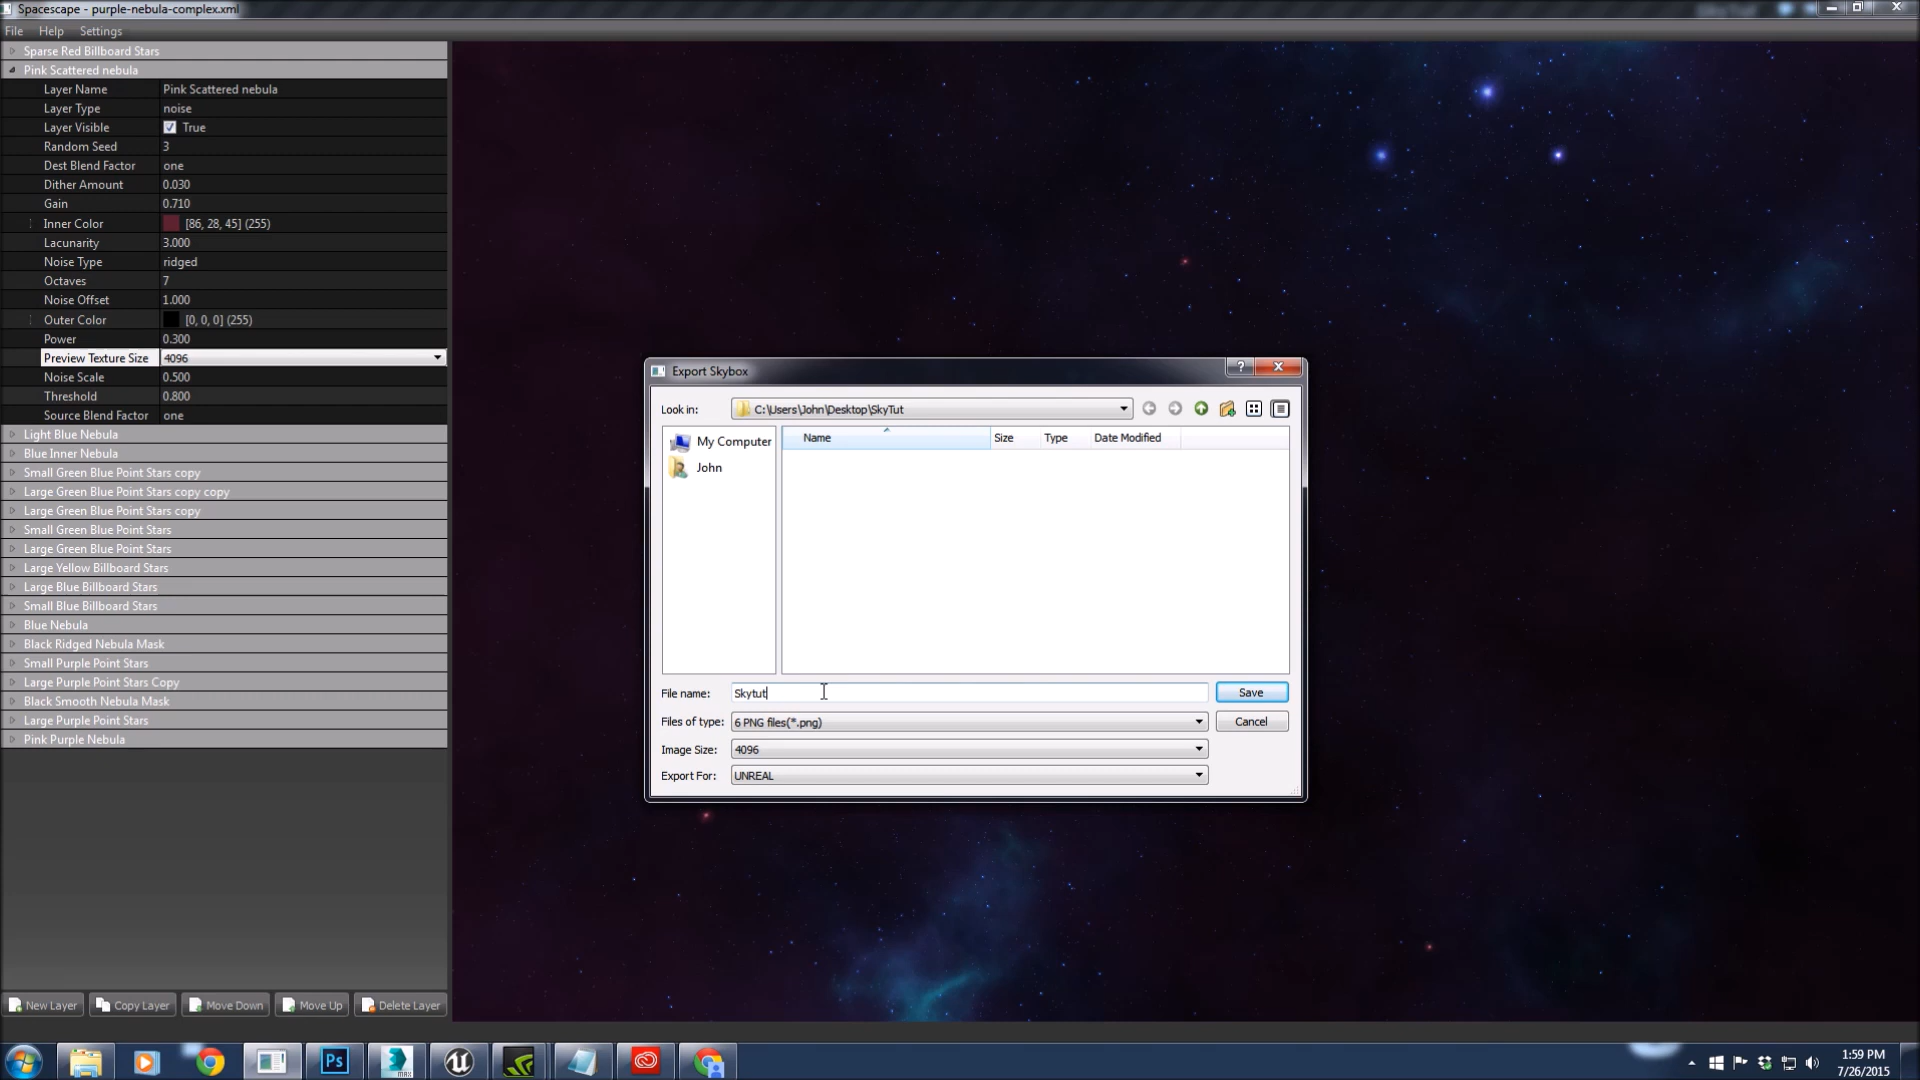 Spacescape - purple-nebula-complex.xml
File Help Settings
Sparse Red Billboard Stars
Pink Scattered nebula
Layer Name Pink Scattered nebula
Layer Type noise
Layer Visible True
Random Seed 3
Dest Blend Factor one
Dither Amount 0.030
Gain 0.710
Inner Color [86, 28, 45] (255)
Lacunarity 3.000
Noise Type ridged
Octaves 7
Noise Offset 1.000
Outer Color [0, 0, 0] (255)
Power 0.300
Preview Texture Size 4096
Noise Scale 0.500
Threshold 0.800
Source Blend Factor one
Light Blue Nebula
Blue Inner Nebula
Small Green Blue Point Stars copy
Large Green Blue Point Stars copy copy
Large Green Blue Point Stars copy
Small Green Blue Point Stars
Large Green Blue Point Stars
Large Yellow Billboard Stars
Large Blue Billboard Stars
Small Blue Billboard Stars
Blue Nebula
Black Ridged Nebula Mask
Small Purple Point Stars
Large Purple Point Stars Copy
Black Smooth Nebula Mask
Large Purple Point Stars
Pink Purple Nebula
New Layer Copy Layer Move Down Move Up Delete Layer
Export Skybox
Look in: C:\Users\John\Desktop\SkyTut
My Computer
John
Name Size Type Date Modified
File name: Skytut Save
Files of type: 6 PNG files(*.png) Cancel
Image Size: 4096
Export For: UNREAL
Ps
MAX
1:59 PM
7/26/2015